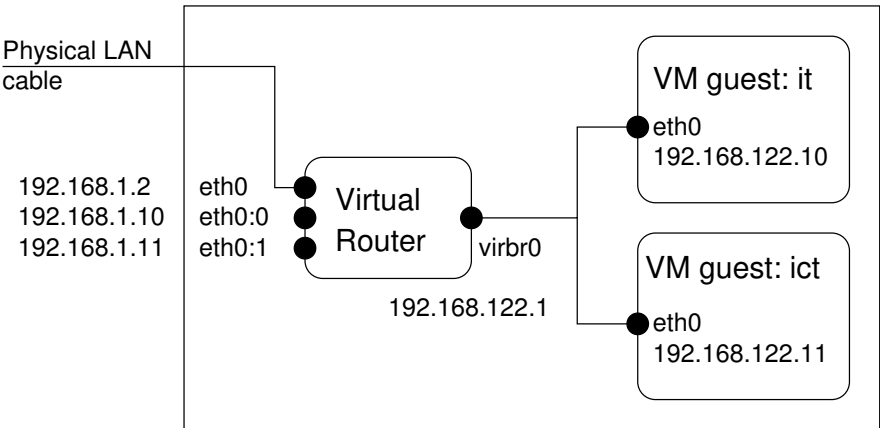 Physical LAN
cable
192.168.1.2 eth0
192.168.1.10 eth0:0
192.168.1.11 eth0:1
Virtual
Router
virbr0
192.168.122.1
VM guest: it
eth0
192.168.122.10
VM guest: ict
eth0
192.168.122.11